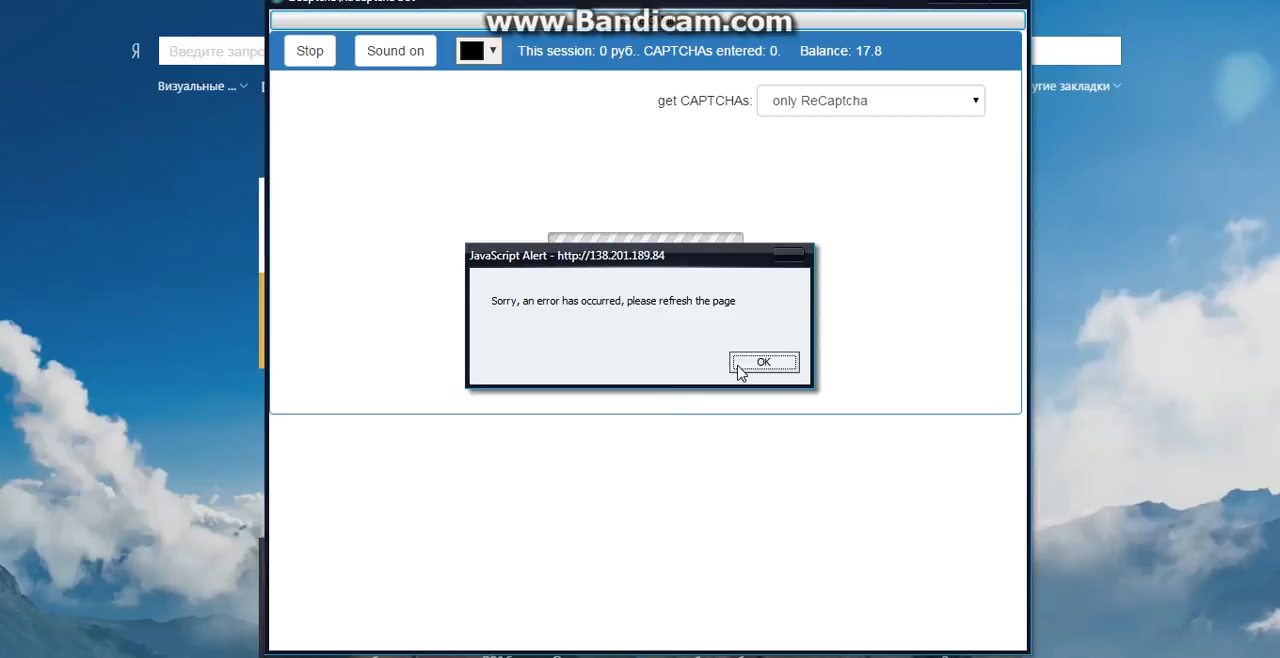 www.Bandicam.com
Я
Введите запро
Stop
Sound on
This session: 0 руб.. CAPTCHAs entered: 0.
Balance: 17.8
Визуальные ...
угие закладки
get CAPTCHAs:
only ReCaptcha
JavaScript Alert - http://138.201.189.84
Sorry, an error has occurred, please refresh the page
OK